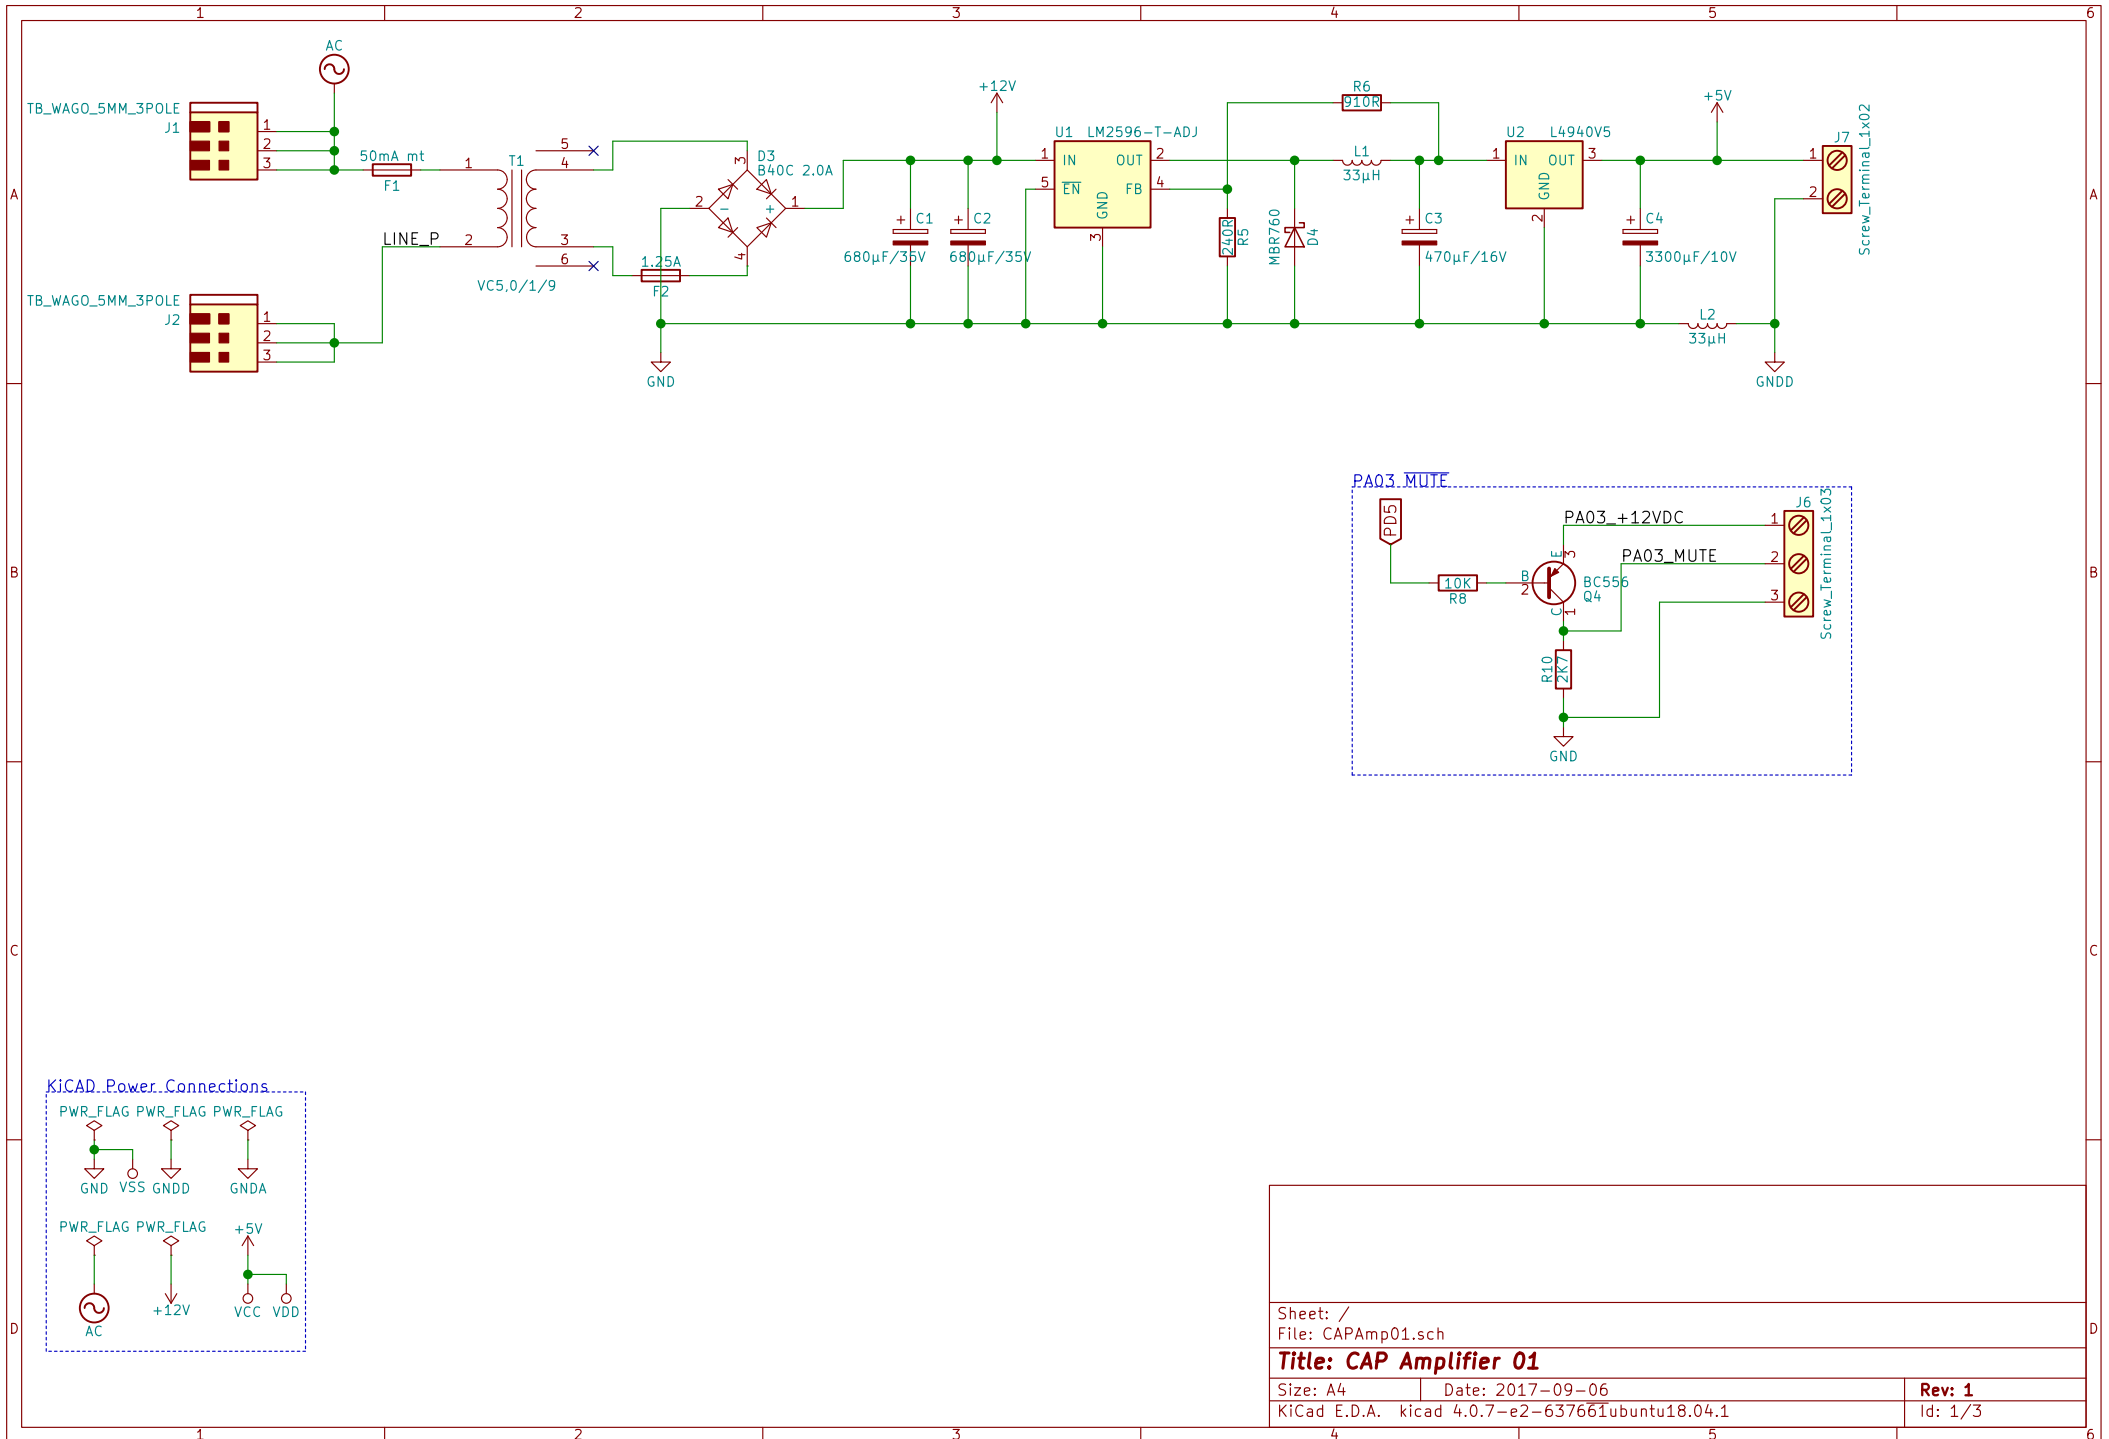 1 2 3 4 5 6
A
B
C
D
AC
TB_WAGO_5MM_3POLE
J1
1
2
3
50mA mt
F1
LINE_P
TB_WAGO_5MM_3POLE
J2
1
2
3
1
2
T1
5
4
3
6
VC5,0/1/9
1.25A
F2
D3
B40C 2.0A
3
2
-
+
1
4
GND
+ C1
680µF/35V
+ C2
680µF/35V
+12V
U1 LM2596-T-ADJ
1 IN OUT 2
5 EN FB 4
GND
3
240R
R5
MBR760
D4
R6
910R
L1
33µH
+ C3
470µF/16V
U2 L4940V5
1 IN OUT 3
GND
2
+ C4
3300µF/10V
+5V
L2
33µH
GNDD
J7
1
2
Screw_Terminal_1x02
PA03 MUTE
PD5
10K
R8
B
2
E
3
C
1
BC556
Q4
PA03_+12VDC
PA03_MUTE
R10
2K7
GND
J6
1
2
3
Screw_Terminal_1x03
KiCAD Power Connections
PWR_FLAG PWR_FLAG PWR_FLAG
GND VSS GNDD GNDA
PWR_FLAG PWR_FLAG +5V
AC +12V VCC VDD
Sheet: /
File: CAPAmp01.sch
Title: CAP Amplifier 01
Size: A4 Date: 2017-09-06 Rev: 1
KiCad E.D.A. kicad 4.0.7-e2-637661ubuntu18.04.1 Id: 1/3
A
B
C
D
1 2 3 4 5 6